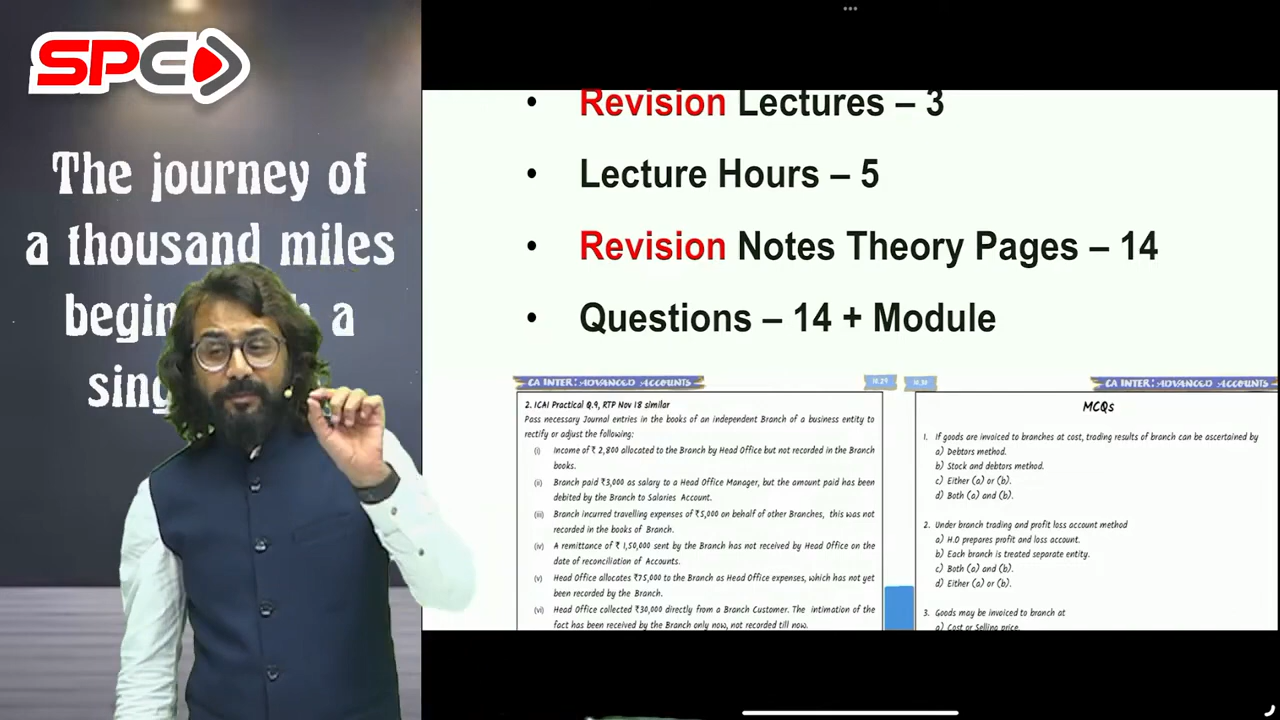 SPE
The journey of
a thousand miles
a
Revision Lectures – 3
Lecture Hours – 5
Revision Notes Theory Pages – 14
Questions – 14 + Module
CA INTER: ADVANCED ACCOUNTS
2. ICAI Practical Q.9, RTP Nov 18 similar
Pass necessary Journal entries in the books of an independent Branch of a business entity to
rectify or adjust the following:
(i) Income of ₹ 2,800 allocated to the Branch by Head Office but not recorded in the Branch
books.
(ii) Branch paid ₹3,000 as salary to a Head Office Manager, but the amount paid has been
debited by the Branch to Salaries Account.
(iii) Branch incurred travelling expenses of ₹5,000 on behalf of other Branches, this was not
recorded in the books of Branch.
(iv) A remittance of ₹ 1,50,000 sent by the Branch has not received by Head Office on the
date of reconciliation of Accounts.
(v) Head Office allocates ₹75,000 to the Branch as Head Office expenses, which has not yet
been recorded by the Branch.
(vi) Head Office collected ₹30,000 directly from a Branch Customer. The intimation of the
fact has been received by the Branch only now, not recorded till now.
CA INTER: ADVANCED ACCOUNTS
MCQs
1. If goods are invoiced to branches at cost, trading results of branch can be ascertained by
a) Debtors method.
b) Stock and debtors method.
c) Either (a) or (b).
d) Both (a) and (b).
2. Under branch trading and profit loss account method
a) H.O prepares profit and loss account.
b) Each branch is treated separate entity.
c) Both (a) and (b).
d) Either (a) or (b).
3. Goods may be invoiced to branch at
a) Cost or Selling price.